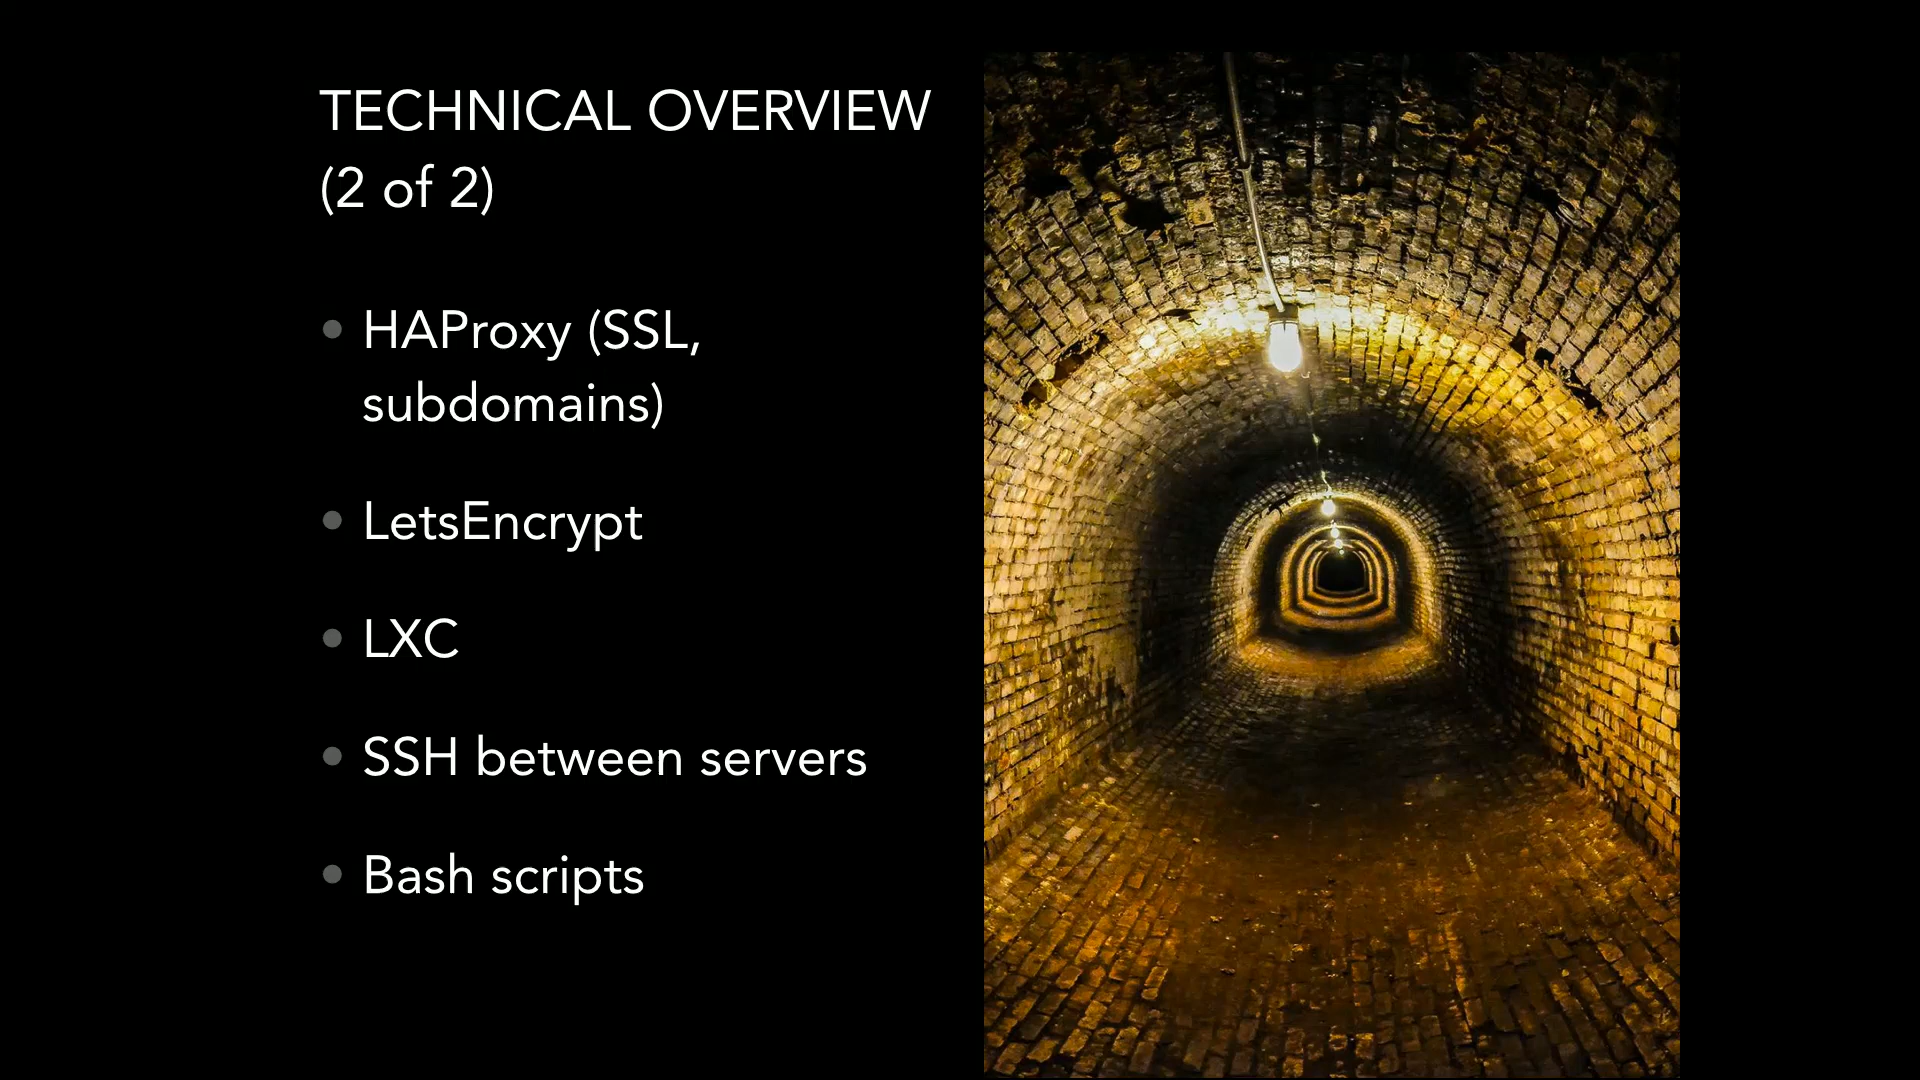 TECHNICAL OVERVIEW
(2 of 2)
• HAProxy (SSL,
subdomains)
• LetsEncrypt
• LXC
• SSH between servers
• Bash scripts